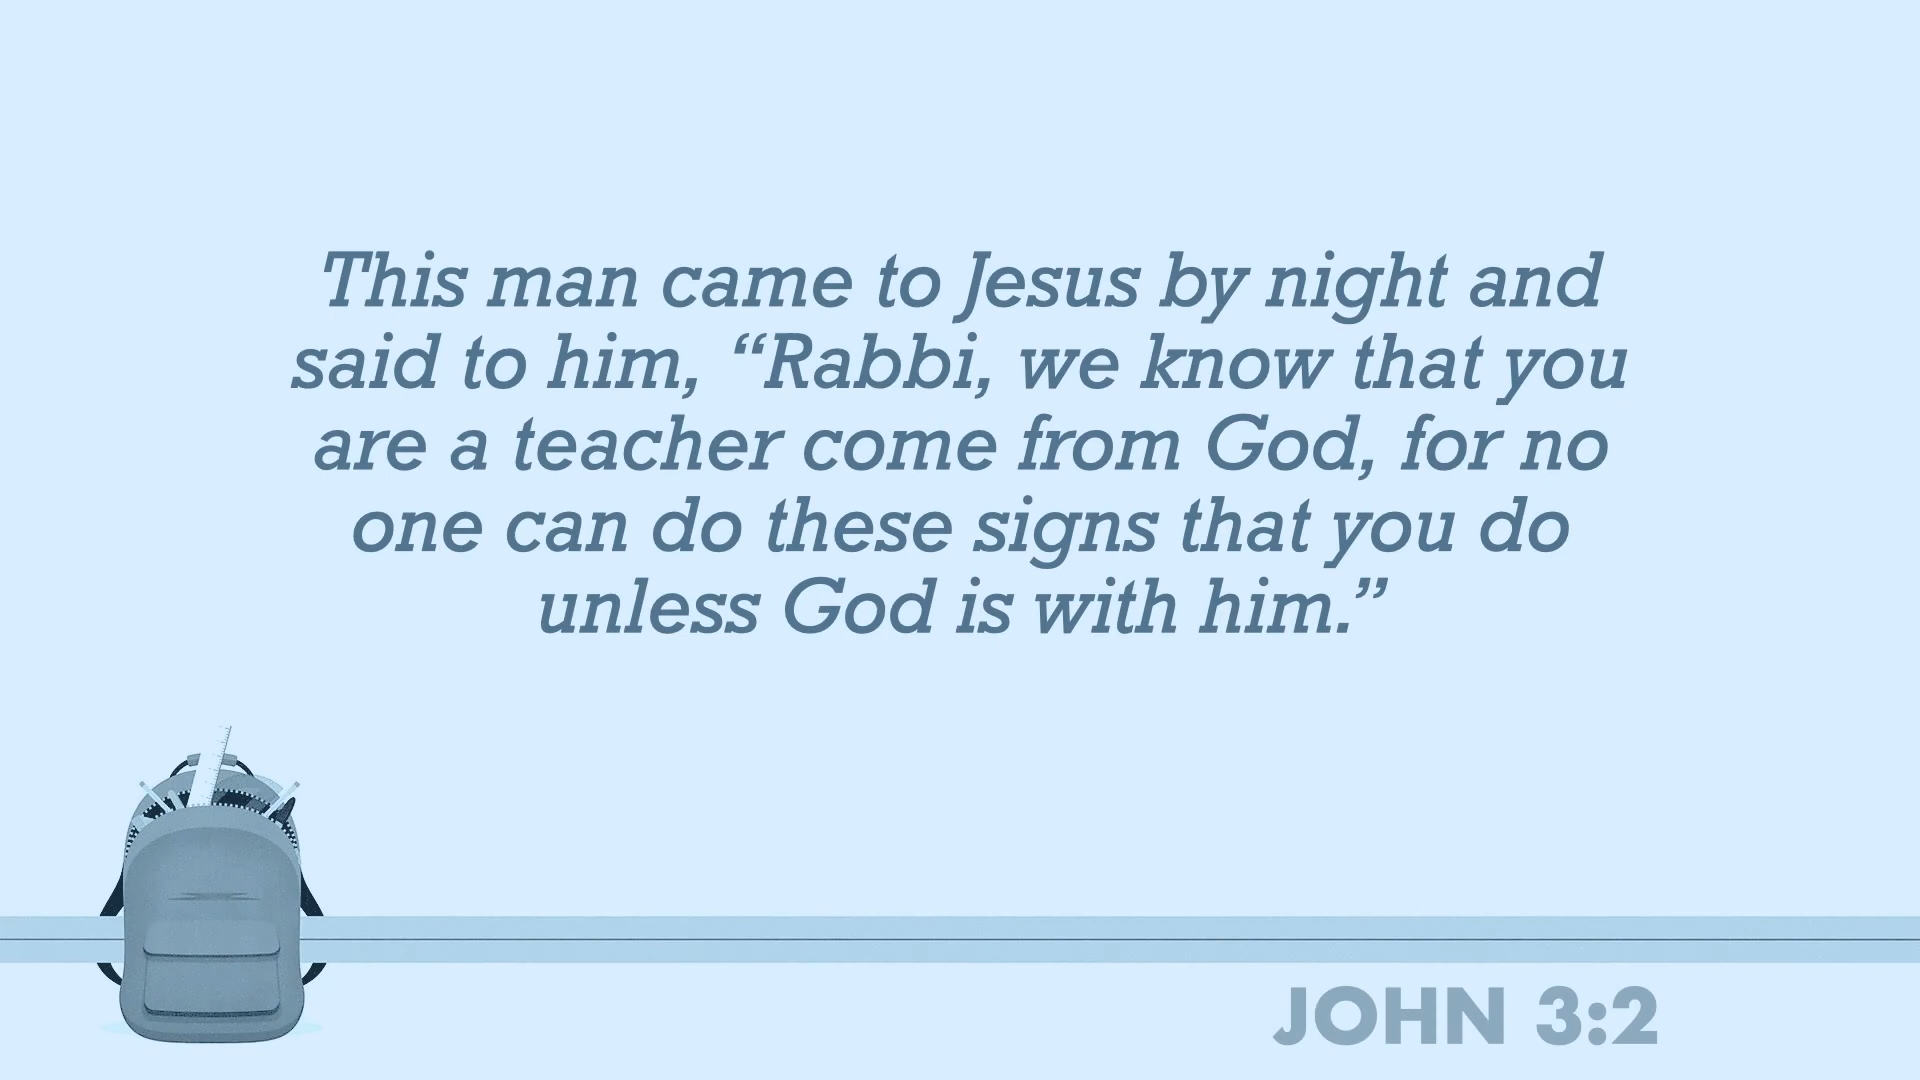 This man came to Jesus by night and
said to him, “Rabbi, we know that you
are a teacher come from God, for no
one can do these signs that you do
unless God is with him.”
JOHN 3:2